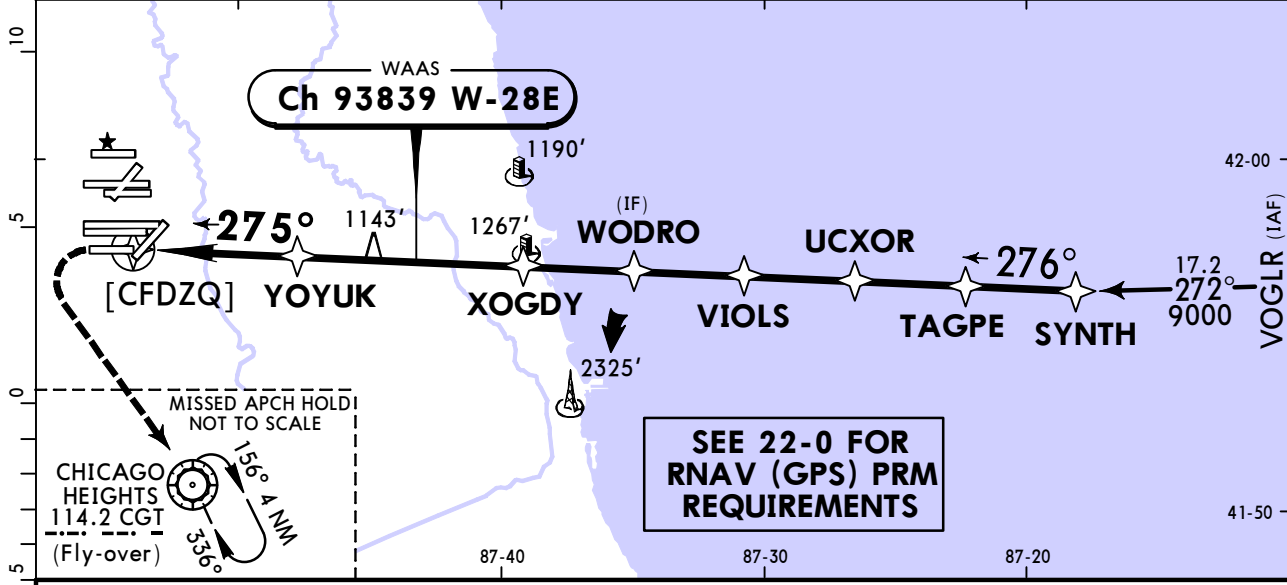 10
WAAS
Ch 93839 W-28E
1190'
42-00
5
275°
1143'
1267'
(IF)
WODRO
UCXOR
276°
17.2
272°
9000
VOGLR (IAF)
[CFDZQ]
YOYUK
XOGDY
VIOLS
TAGPE
SYNTH
2325'
0
MISSED APCH HOLD
NOT TO SCALE
CHICAGO
HEIGHTS
114.2 CGT
(Fly-over)
156° 4 NM
336°
SEE 22-0 FOR
RNAV (GPS) PRM
REQUIREMENTS
41-50
5
87-40
87-30
87-20